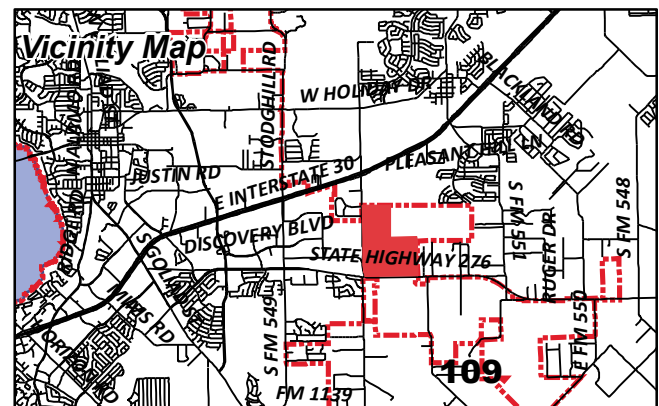 Vicinity Map
STODGHILL RD
W HOLIDAY DR
BLACKLAND RD
JUSTIN RD
E INTERSTATE 30
PLEASANT
DISCOVERY BLVD
STATE HIGHWAY 276
S FM 551
RUGER DR
S FM 548
MIMS RD
S FM 549
FM 1139
E FM 550
109